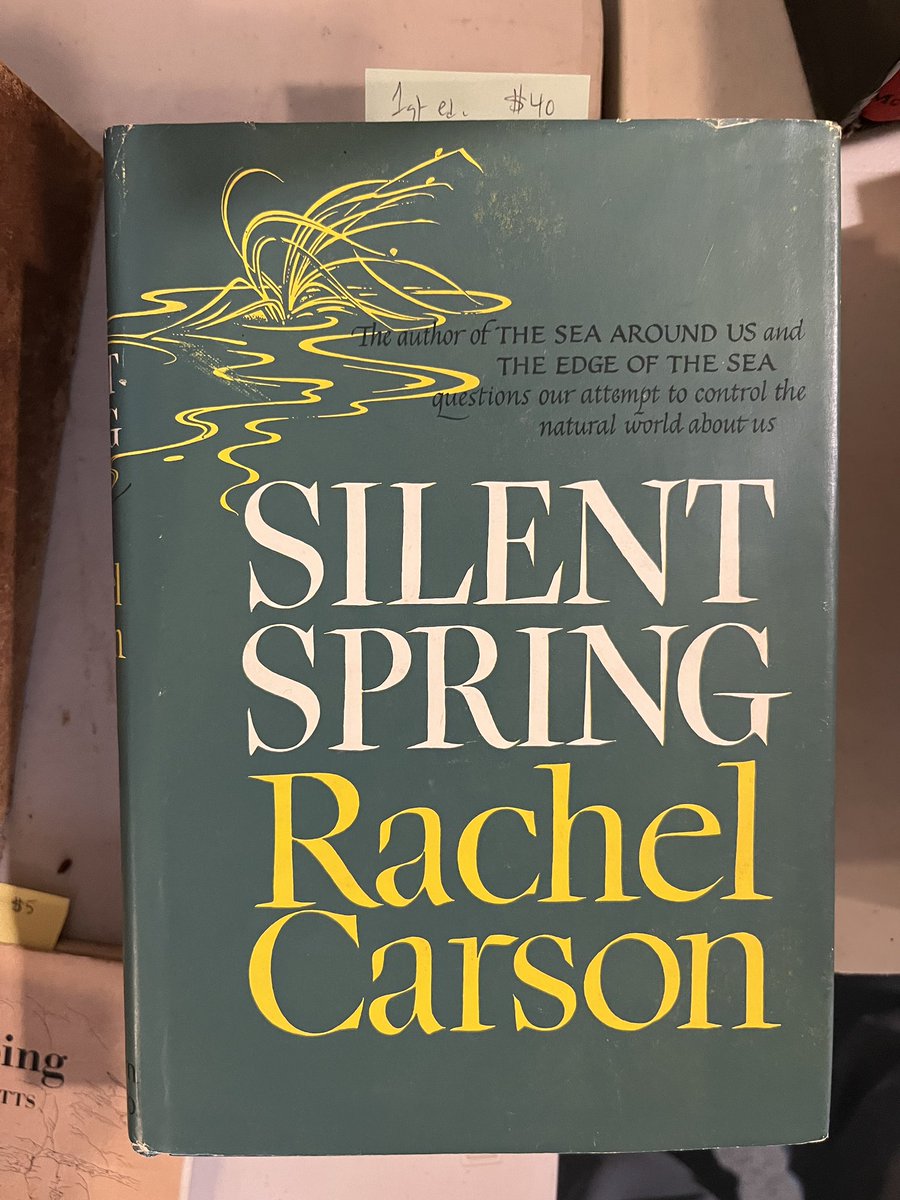 1st ed. $40
The author of THE SEA AROUND US and
THE EDGE OF THE SEA
questions our attempt to control the
natural world about us
SILENT
SPRING
Rachel
Carson
$5
ing
TTS